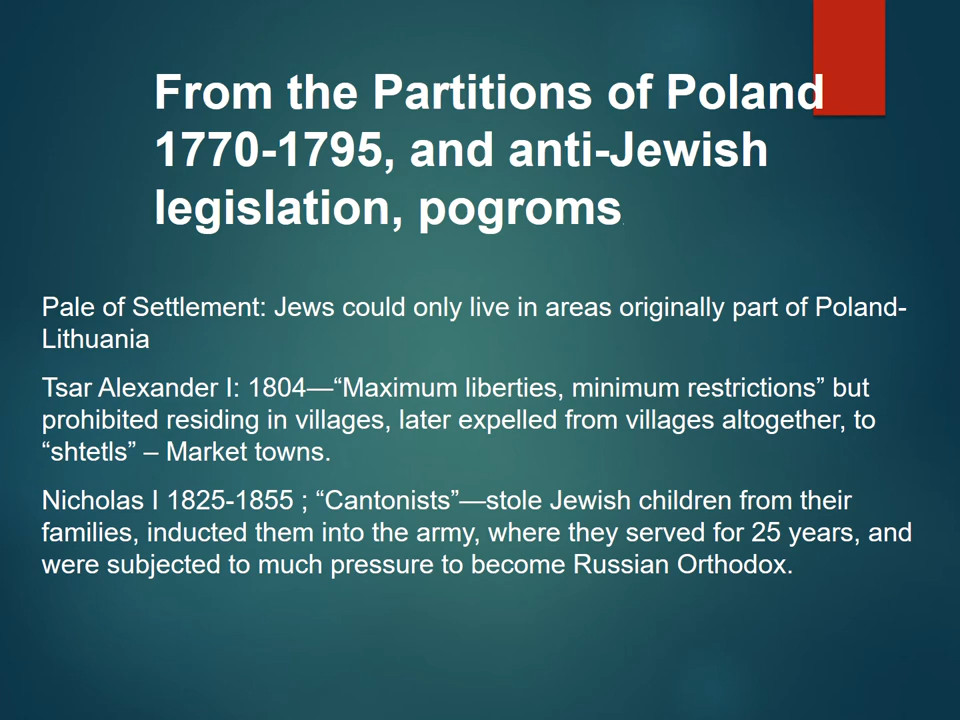 From the Partitions of Poland
1770-1795, and anti-Jewish
legislation, pogroms.
Pale of Settlement: Jews could only live in areas originally part of Poland-
Lithuania
Tsar Alexander I: 1804—“Maximum liberties, minimum restrictions” but
prohibited residing in villages, later expelled from villages altogether, to
“shtetls” – Market towns.
Nicholas I 1825-1855 ; “Cantonists”—stole Jewish children from their
families, inducted them into the army, where they served for 25 years, and
were subjected to much pressure to become Russian Orthodox.